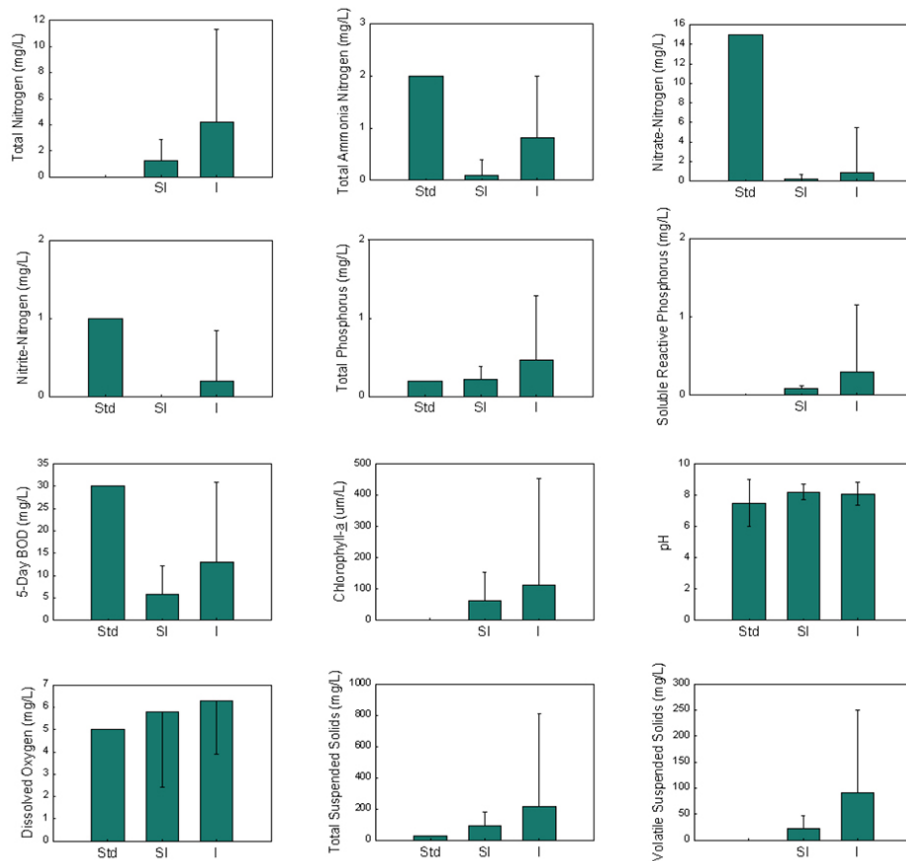 Total Nitrogen (mg/L)
12
10
8
6
4
2
0
SI I
Total Ammonia Nitrogen (mg/L)
3
2
1
0
Std SI I
Nitrate-Nitrogen (mg/L)
16
14
12
10
8
6
4
2
0
Std SI I
Nitrite-Nitrogen (mg/L)
2
1
0
Std SI I
Total Phosphorus (mg/L)
2
1
0
Std SI I
Soluble Reactive Phosphorus (mg/L)
2
1
0
SI I
5-Day BOD (mg/L)
35
30
25
20
15
10
5
0
Std SI I
Chlorophyll-a (um/L)
500
400
300
200
100
0
SI I
pH
10
8
6
4
2
0
Std SI I
Dissolved Oxygen (mg/L)
7
6
5
4
3
2
1
0
Std SI I
Total Suspended Solids (mg/L)
1000
800
600
400
200
0
Std SI I
Volatile Suspended Solids (mg/L)
300
250
200
150
100
50
0
SI I